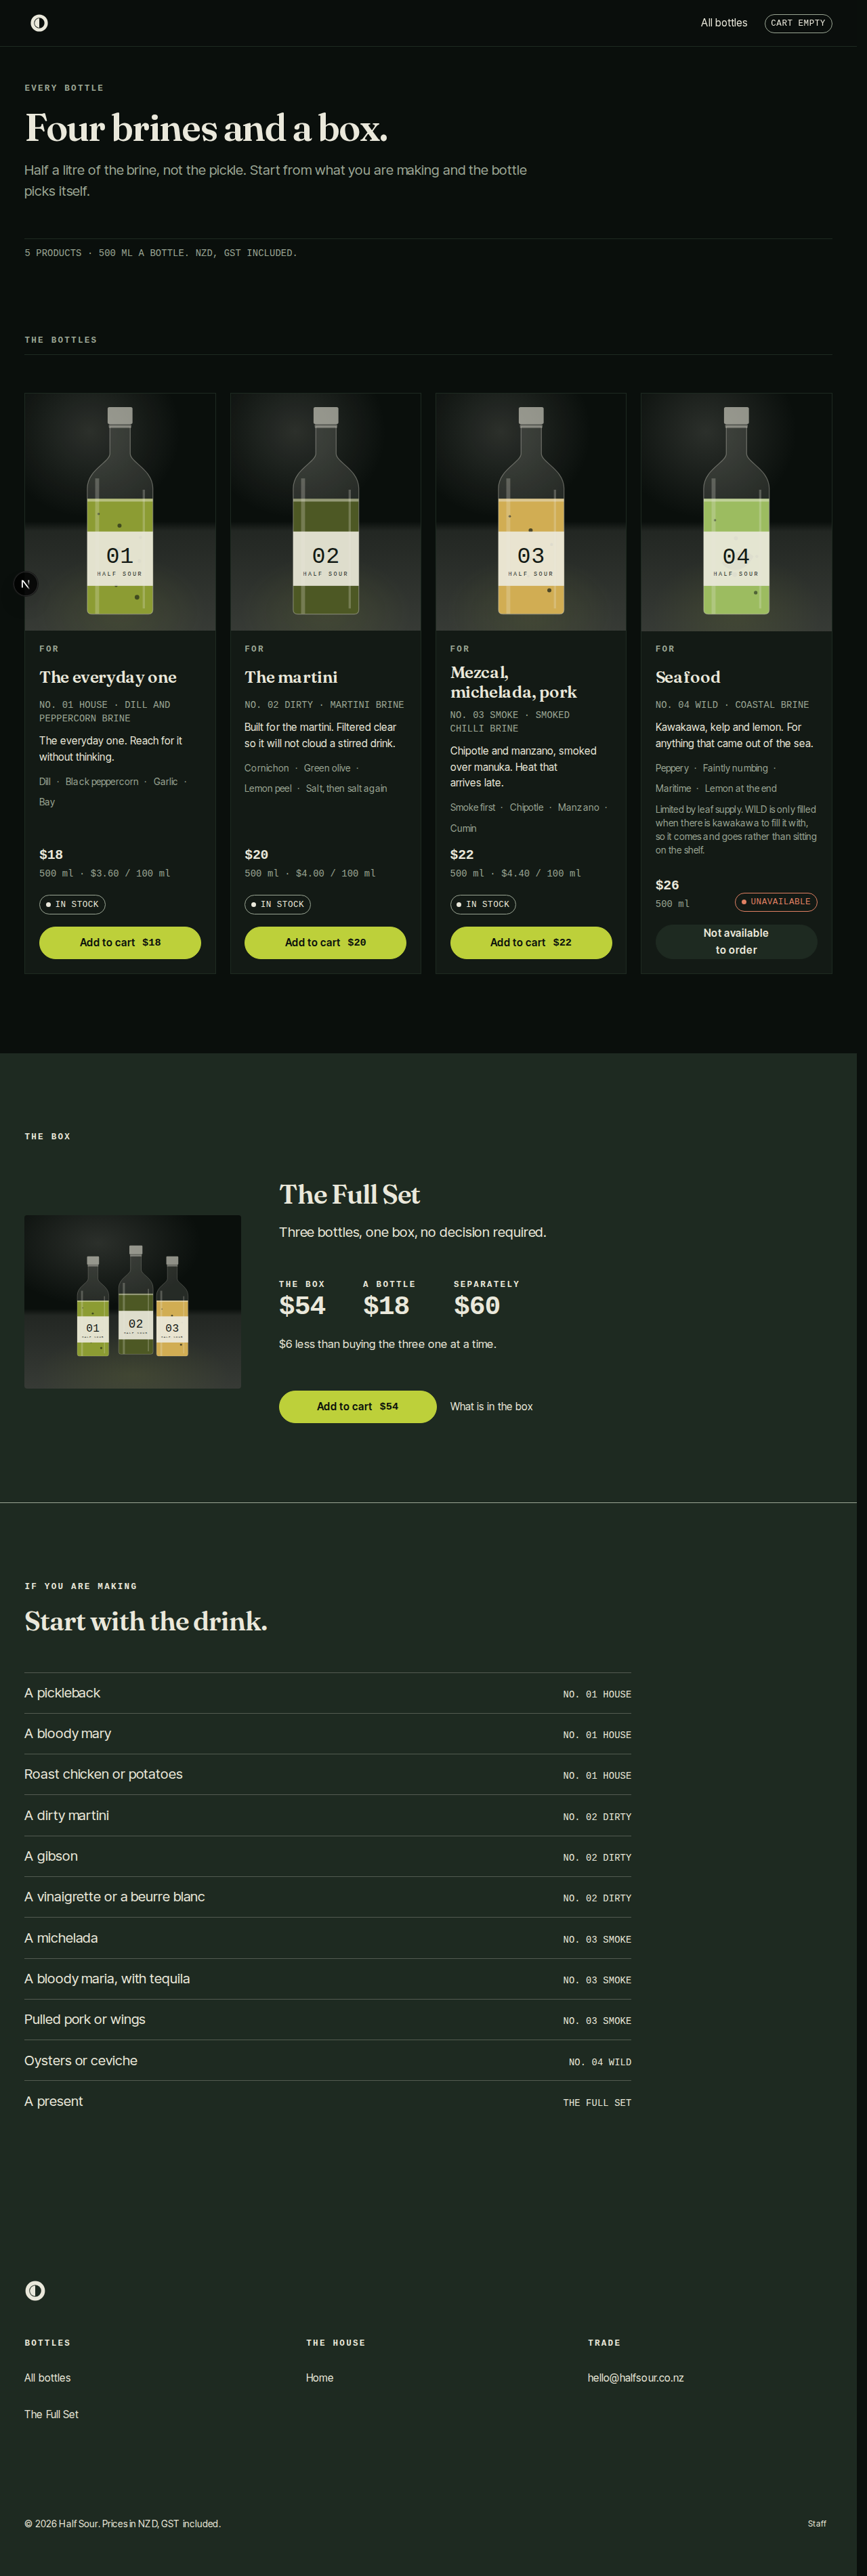 All bottles
CART EMPTY
EVERY BOTTLE
Four brines and a box.
Half a litre of the brine, not the pickle. Start from what you are making and the bottle
picks itself.
5 PRODUCTS · 500 ML A BOTTLE. NZD, GST INCLUDED.
THE BOTTLES
01
HALF SOUR
02
HALF SOUR
03
HALF SOUR
04
HALF SOUR
N
FOR
The everyday one
NO. 01 HOUSE · DILL AND
PEPPERCORN BRINE
The everyday one. Reach for it
without thinking.
Dill · Black peppercorn · Garlic ·
Bay
$18
500 ml · $3.60 / 100 ml
IN STOCK
Add to cart $18
FOR
The martini
NO. 02 DIRTY · MARTINI BRINE
Built for the martini. Filtered clear
so it will not cloud a stirred drink.
Cornichon · Green olive ·
Lemon peel · Salt, then salt again
$20
500 ml · $4.00 / 100 ml
IN STOCK
Add to cart $20
FOR
Mezcal,
michelada, pork
NO. 03 SMOKE · SMOKED
CHILLI BRINE
Chipotle and manzano, smoked
over manuka. Heat that
arrives late.
Smoke first · Chipotle · Manzano ·
Cumin
$22
500 ml · $4.40 / 100 ml
IN STOCK
Add to cart $22
FOR
Seafood
NO. 04 WILD · COASTAL BRINE
Kawakawa, kelp and lemon. For
anything that came out of the sea.
Peppery · Faintly numbing ·
Maritime · Lemon at the end
Limited by leaf supply. WILD is only filled
when there is kawakawa to fill it with,
so it comes and goes rather than sitting
on the shelf.
$26
500 ml
UNAVAILABLE
Not available
to order
THE BOX
01
HALF SOUR
02
HALF SOUR
03
HALF SOUR
The Full Set
Three bottles, one box, no decision required.
THE BOX
$54
A BOTTLE
$18
SEPARATELY
$60
$6 less than buying the three one at a time.
Add to cart $54
What is in the box
IF YOU ARE MAKING
Start with the drink.
A pickleback NO. 01 HOUSE
A bloody mary NO. 01 HOUSE
Roast chicken or potatoes NO. 01 HOUSE
A dirty martini NO. 02 DIRTY
A gibson NO. 02 DIRTY
A vinaigrette or a beurre blanc NO. 02 DIRTY
A michelada NO. 03 SMOKE
A bloody maria, with tequila NO. 03 SMOKE
Pulled pork or wings NO. 03 SMOKE
Oysters or ceviche NO. 04 WILD
A present THE FULL SET
BOTTLES
All bottles
The Full Set
THE HOUSE
Home
TRADE
hello@halfsour.co.nz
© 2026 Half Sour. Prices in NZD, GST included.
Staff